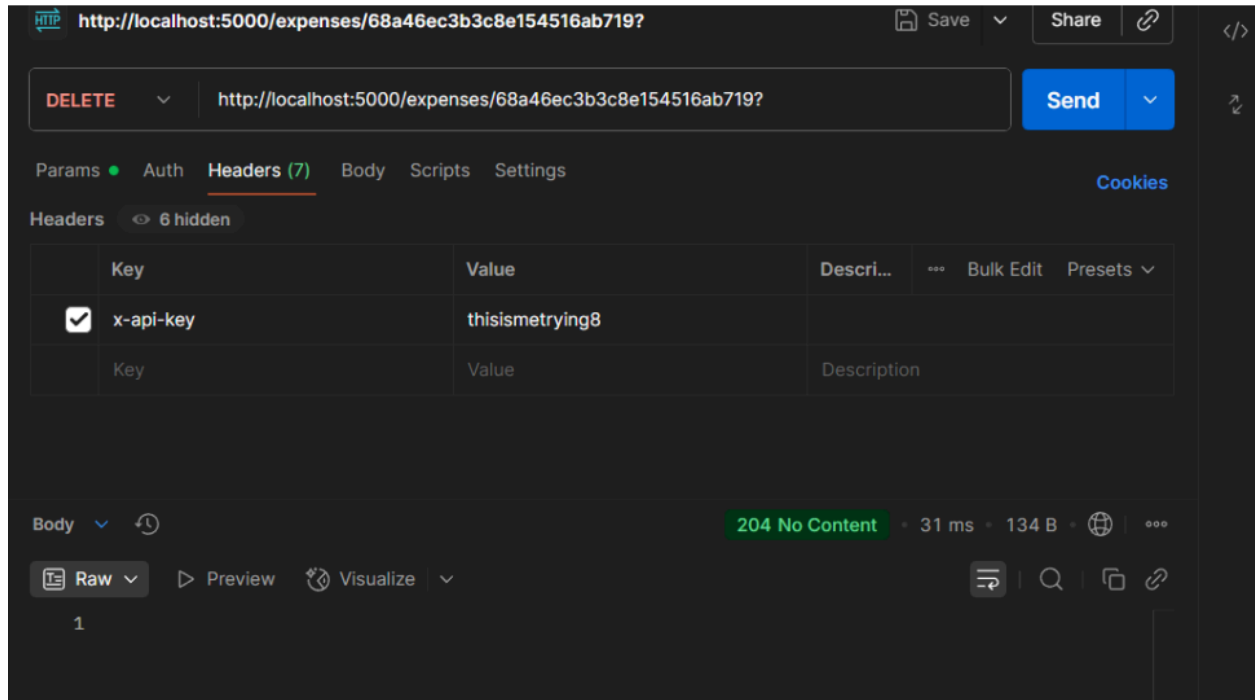 HTTP http://localhost:5000/expenses/68a46ec3b3c8e154516ab719? Save Share
DELETE http://localhost:5000/expenses/68a46ec3b3c8e154516ab719? Send
Params Auth Headers (7) Body Scripts Settings
Cookies
Headers 6 hidden
Key Value Descri... Bulk Edit Presets
x-api-key thisismetrying8
Key Value Description
Body 204 No Content 31 ms 134 B
Raw Preview Visualize
1